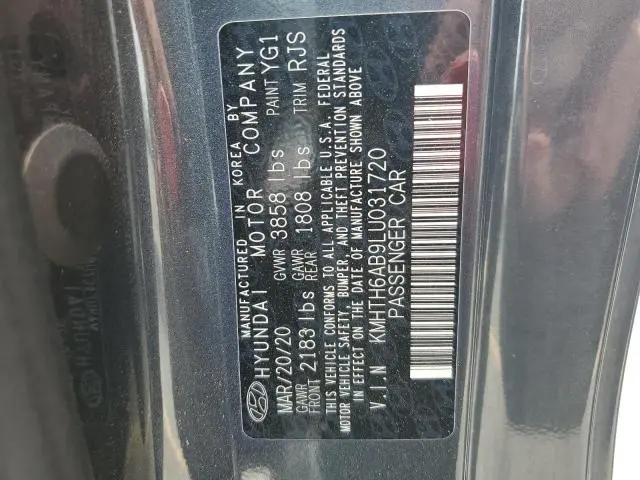 MANUFACTURED IN KOREA BY
HYUNDAI MOTOR COMPANY
MAR/20/20 GVWR 3858 lbs PAINT YG1
GAWR FRONT 2183 lbs GAWR REAR 1808 lbs TRIM RJS
THIS VEHICLE CONFORMS TO ALL APPLICABLE U.S.A. FEDERAL
MOTOR VEHICLE SAFETY, BUMPER, AND THEFT PREVENTION STANDARDS
IN EFFECT ON THE DATE OF MANUFACTURE SHOWN ABOVE
V.I.N KMHTH6AB9LU031720
PASSENGER CAR